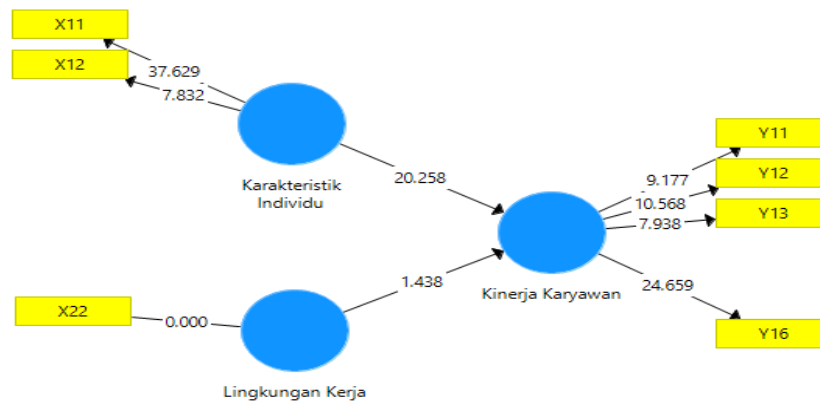 X11
X12
37.629
7.832
Karakteristik
Individu
20.258
X22
0.000
Lingkungan Kerja
1.438
Kinerja Karyawan
9.177
10.568
7.938
24.659
Y11
Y12
Y13
Y16